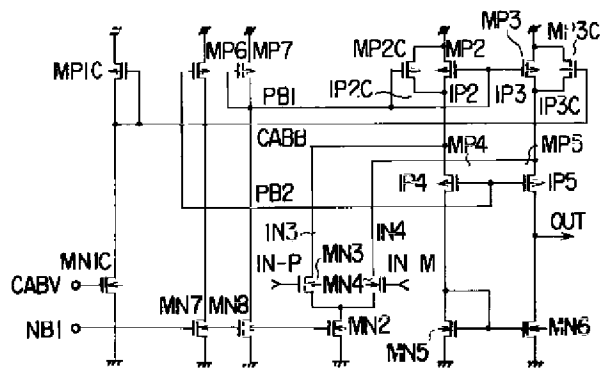 MP1C
MP6 MP7
MP2C
MP2
MP3
MP3C
PB1
IP2C
IP2
IP3
IP3C
CABB
MP4
MP5
PB2
IP4
IP5
IN3
IN4
OUT
MN1C
IN-P
MN3
MN4
IN M
CABV
NB1
MN7
MN8
MN2
MN5
MN6